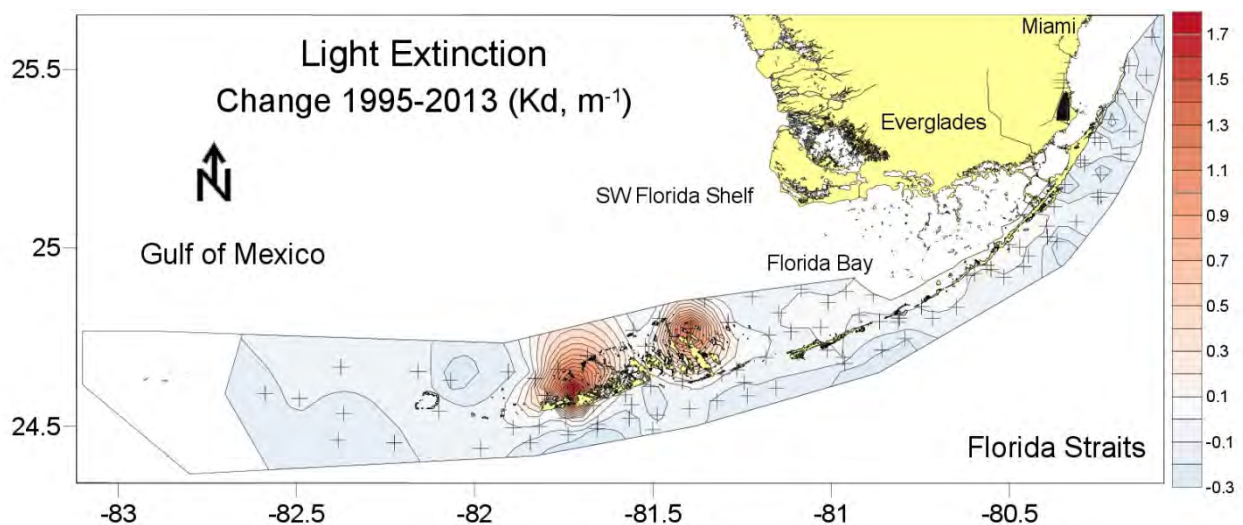 Light Extinction
Change 1995-2013 (Kd, m⁻¹)
N
Gulf of Mexico
Miami
Everglades
SW Florida Shelf
Florida Bay
Florida Straits
25.5
25
24.5
-83
-82.5
-82
-81.5
-81
-80.5
1.7
1.5
1.3
1.1
0.9
0.7
0.5
0.3
0.1
-0.1
-0.3